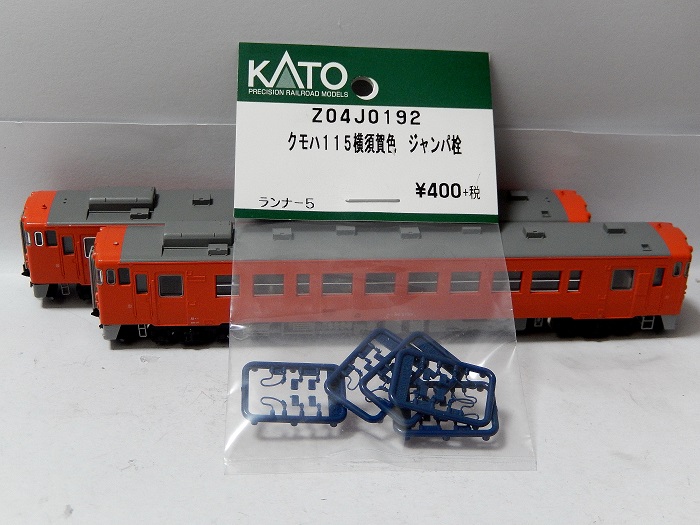 KATO
PRECISION RAILROAD MODELS
Z04J0192
クモハ115横須賀色 ジャンパ栓
¥400+税
ランナー5